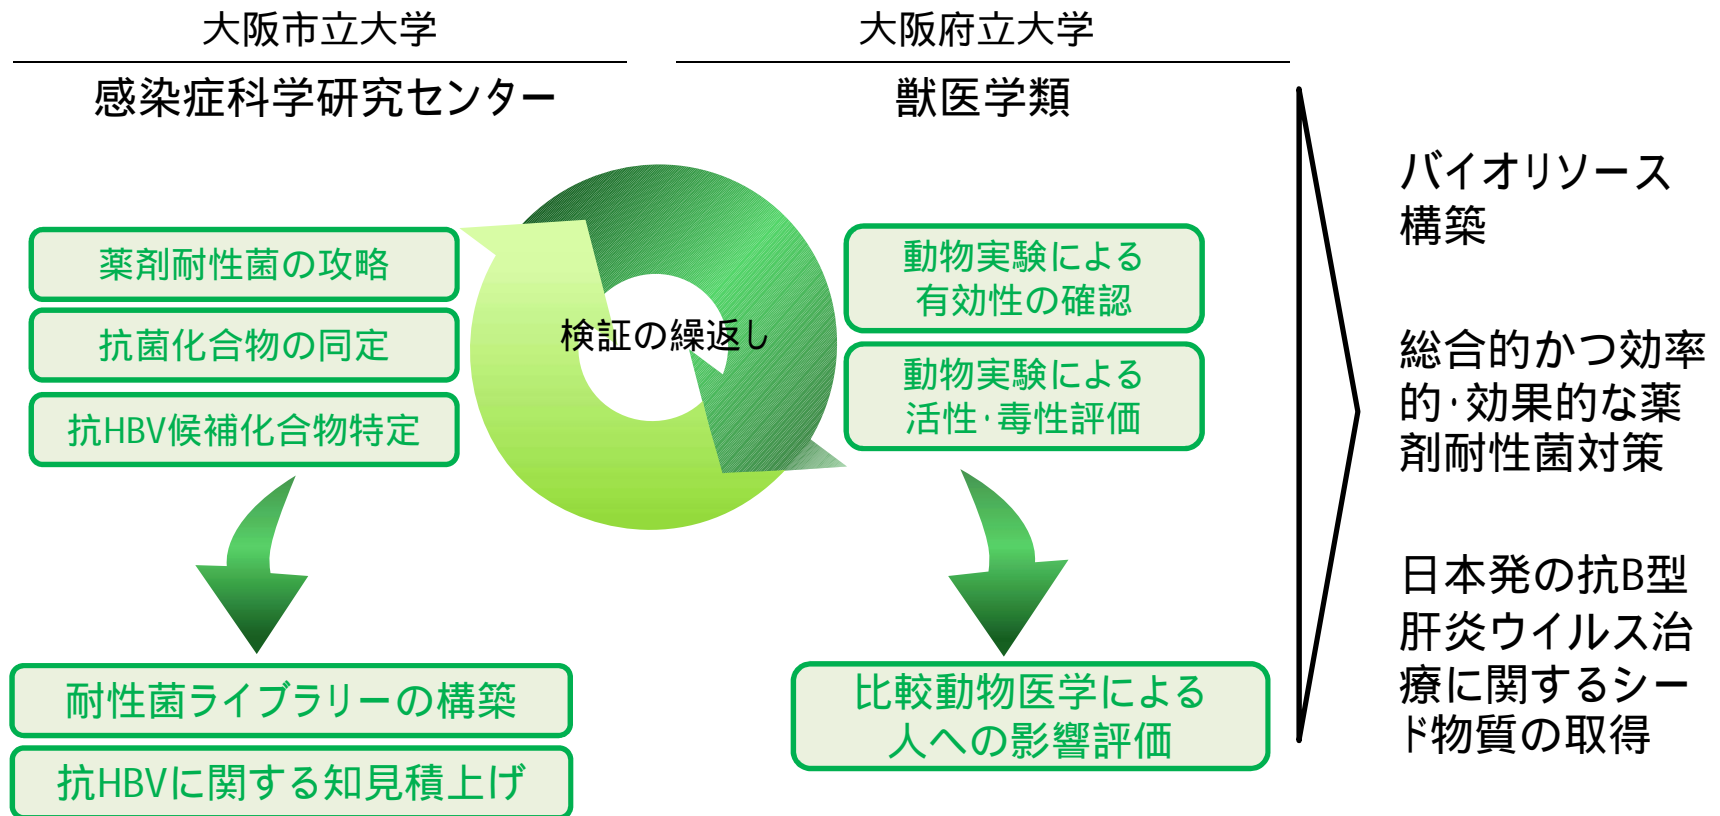 大阪市立大学
感染症科学研究センター
大阪府立大学
獣医学類
薬剤耐性菌の攻略
抗菌化合物の同定
抗HBV候補化合物特定
検証の繰返し
動物実験による
有効性の確認
動物実験による
活性・毒性評価
耐性菌ライブラリーの構築
抗HBVに関する知見積上げ
比較動物医学による
人への影響評価
バイオリソース
構築
総合的かつ効率
的・効果的な薬
剤耐性菌対策
日本発の抗B型
肝炎ウイルス治
療に関するシー
ド物質の取得